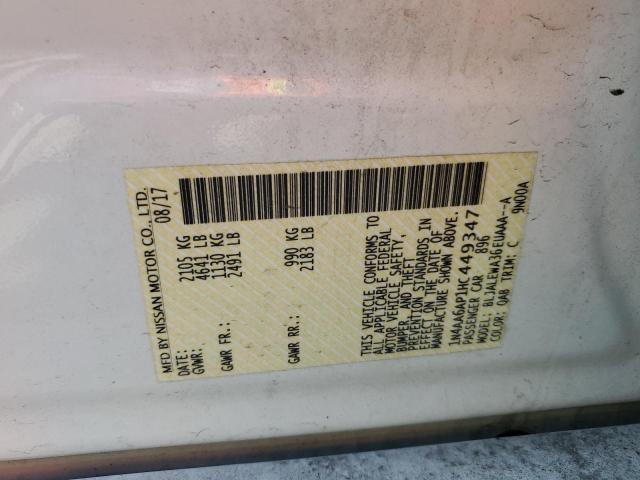 MFD BY NISSAN MOTOR CO., LTD.
DATE: 08/17
GVWR: 2105 KG
4641 LB
GAWR FR.: 1130 KG
2491 LB
GAWR RR.: 990 KG
2183 LB
THIS VEHICLE CONFORMS TO
ALL APPLICABLE FEDERAL
MOTOR VEHICLE SAFETY,
BUMPER, AND THEFT
PREVENTION STANDARDS IN
EFFECT ON THE DATE OF
MANUFACTURE SHOWN ABOVE.
1N4AA6AP1HC449347
PASSENGER CAR 896
MODEL: BLJALEWA36EUAAA--A
COLOR: QAB TRIM: C 9N00A